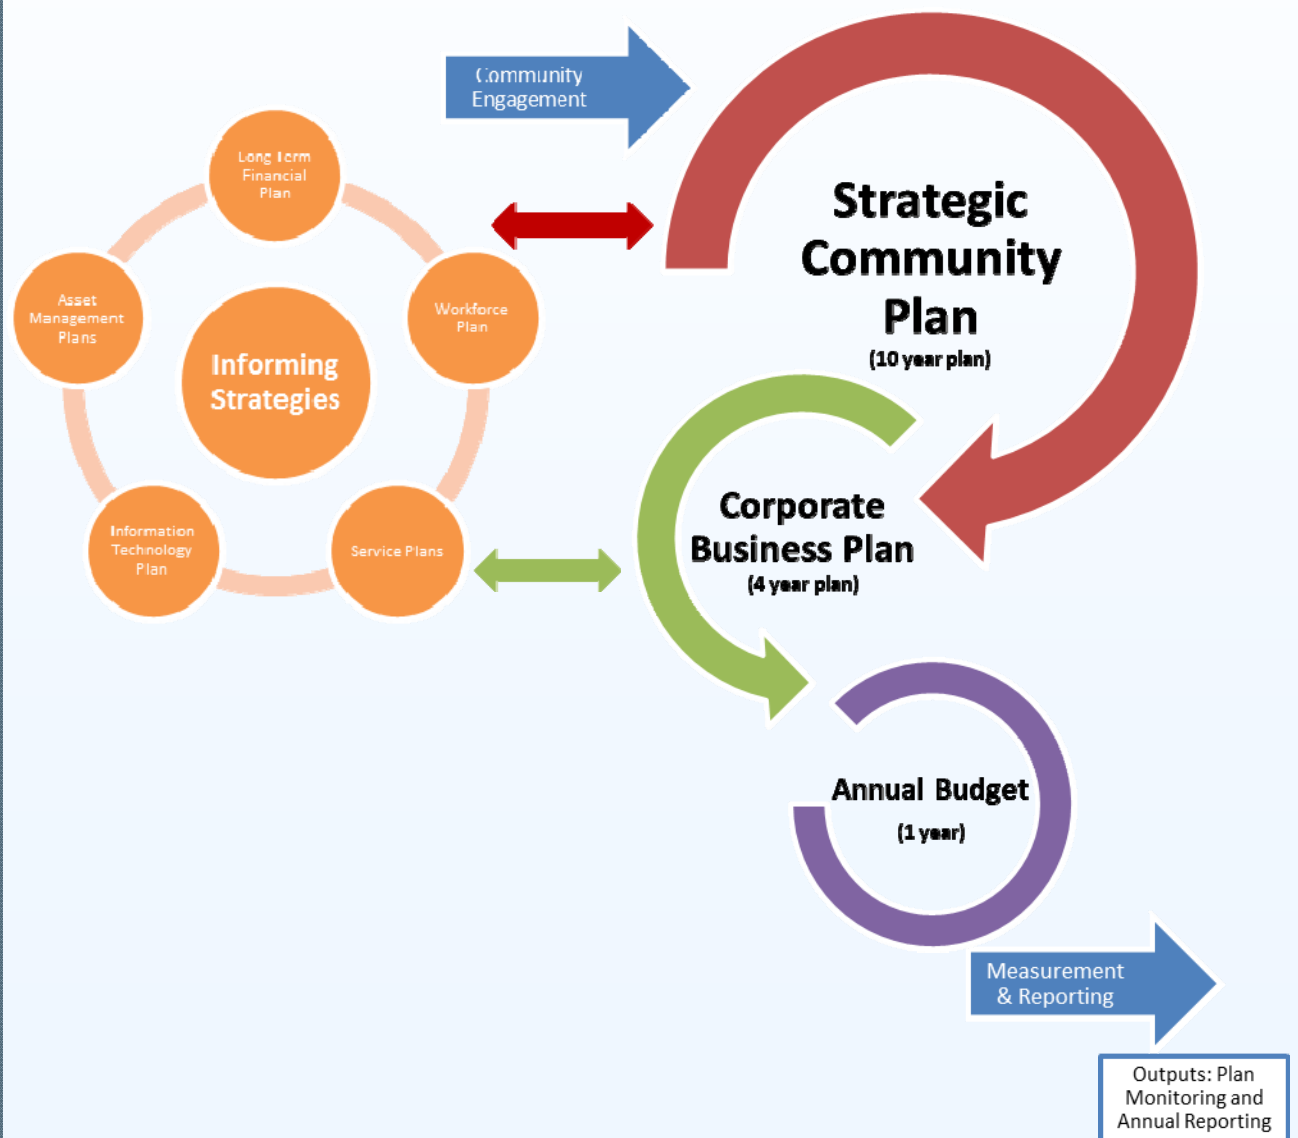 Community
Engagement
Long Term
Financial
Plan
Strategic
Community
Plan
(10 year plan)
Asset
Management
Plans
Workforce
Plan
Informing
Strategies
Corporate
Business Plan
(4 year plan)
Information
Technology
Plan
Service Plans
Annual Budget
(1 year)
Measurement
& Reporting
Outputs: Plan
Monitoring and
Annual Reporting